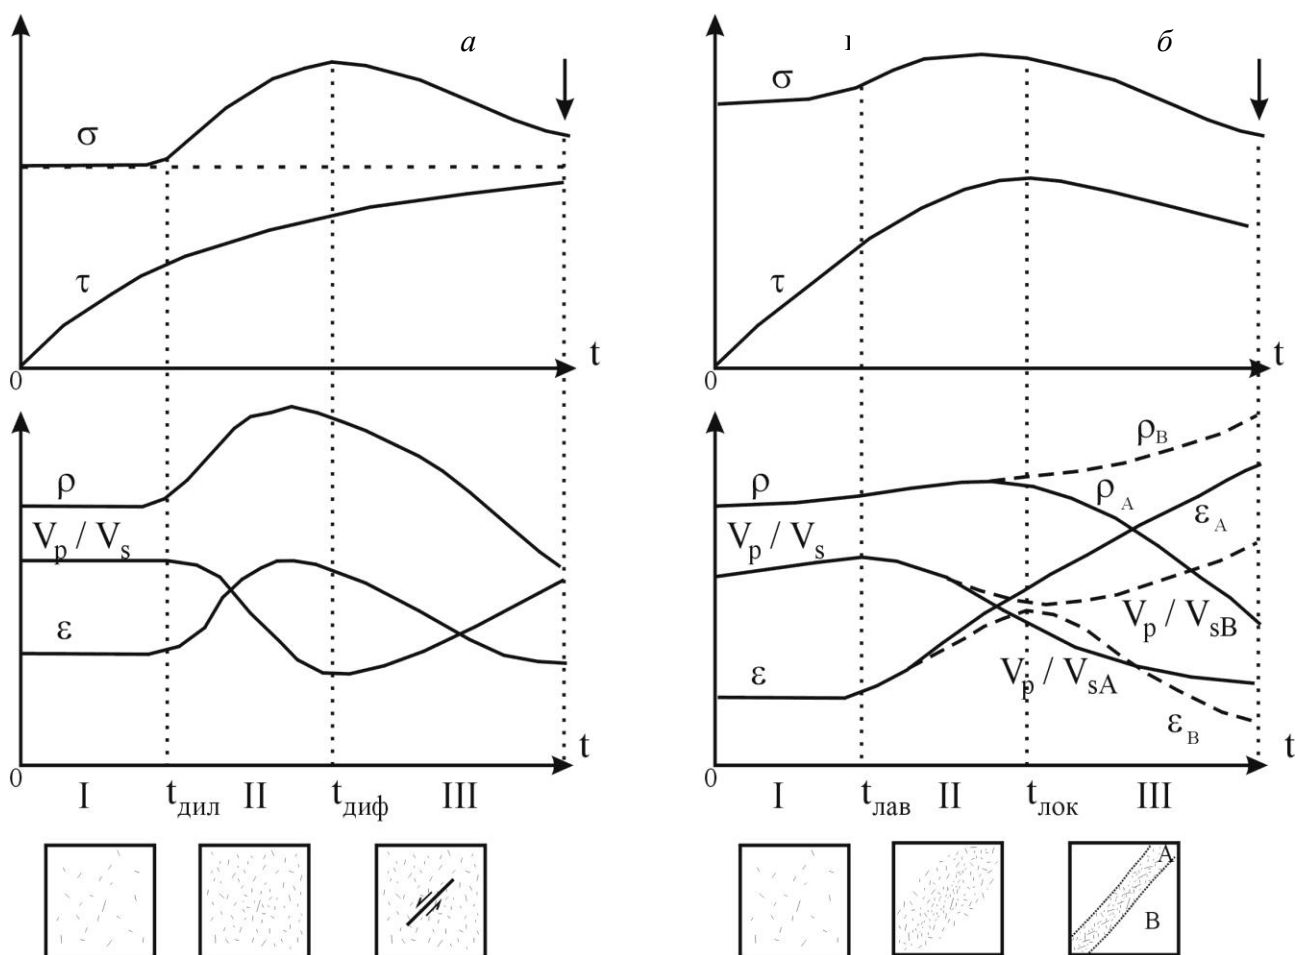 а
σ
τ
t
0
ρ
V_p / V_s
ε
t
0
I
t_дил
II
t_диф
III
б
σ
τ
t
0
ρ_B
ρ
ρ_A
ε_A
V_p / V_s
V_p / V_sB
V_p / V_sA
ε
ε_B
t
0
I
t_лав
II
t_лок
III
A
B